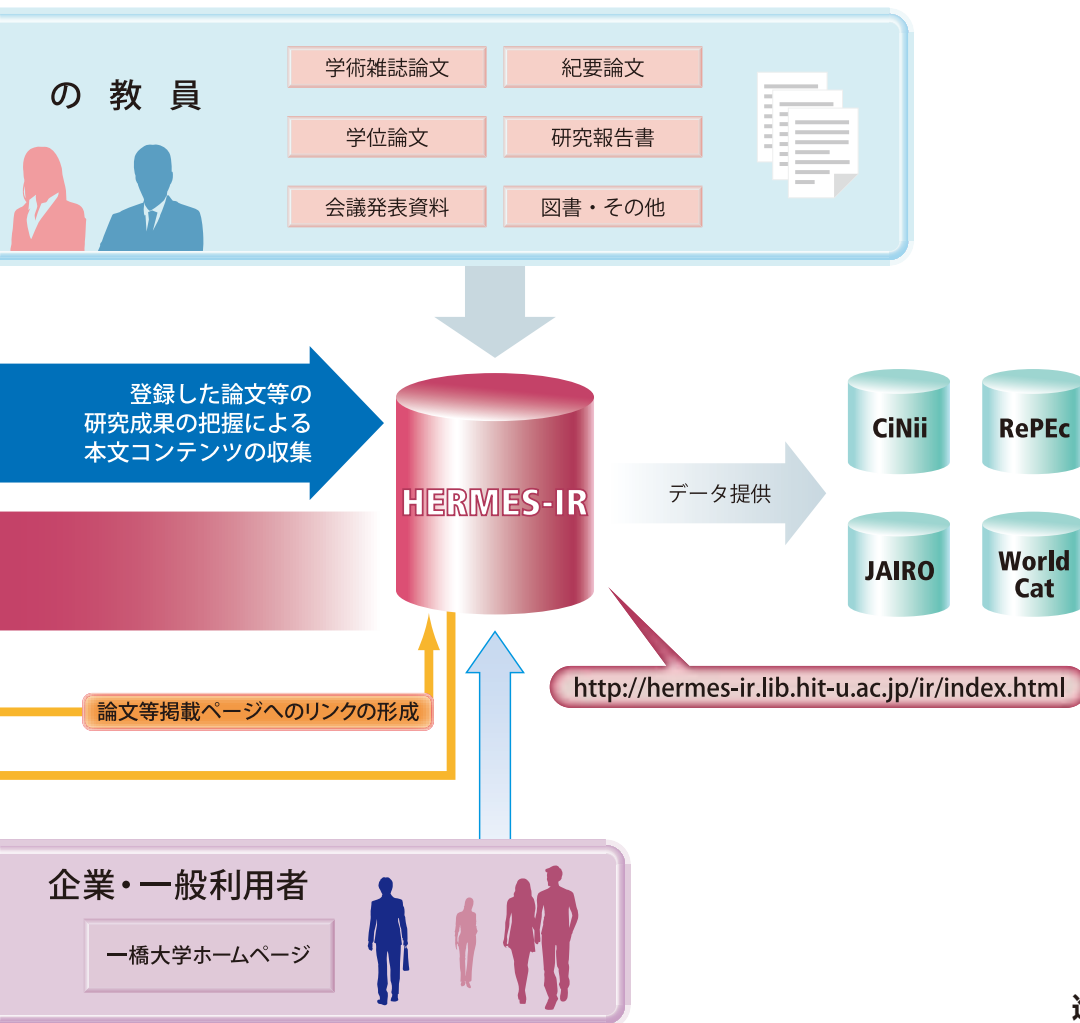 の教員
学術雑誌論文
紀要論文
学位論文
研究報告書
会議発表資料
図書・その他
登録した論文等の
研究成果の把握による
本文コンテンツの収集
HERMES-IR
データ提供
CiNii
RePEc
JAIRO
World
Cat
http://hermes-ir.lib.hit-u.ac.jp/ir/index.html
論文等掲載ページへのリンクの形成
企業・一般利用者
一橋大学ホームページ